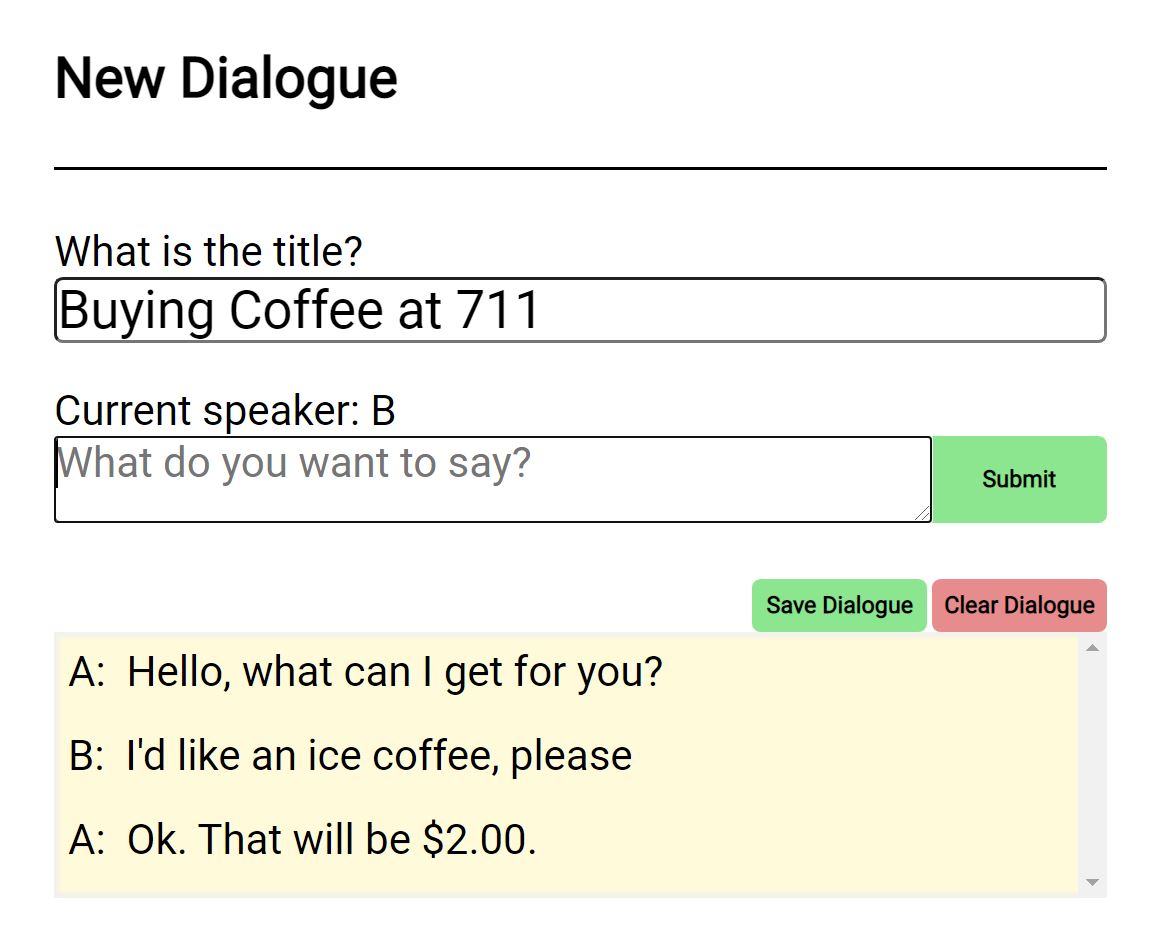 New Dialogue
What is the title?
Buying Coffee at 711
Current speaker: B
What do you want to say?
Submit
Save Dialogue Clear Dialogue
A: Hello, what can I get for you?
B: I'd like an ice coffee, please
A: Ok. That will be $2.00.